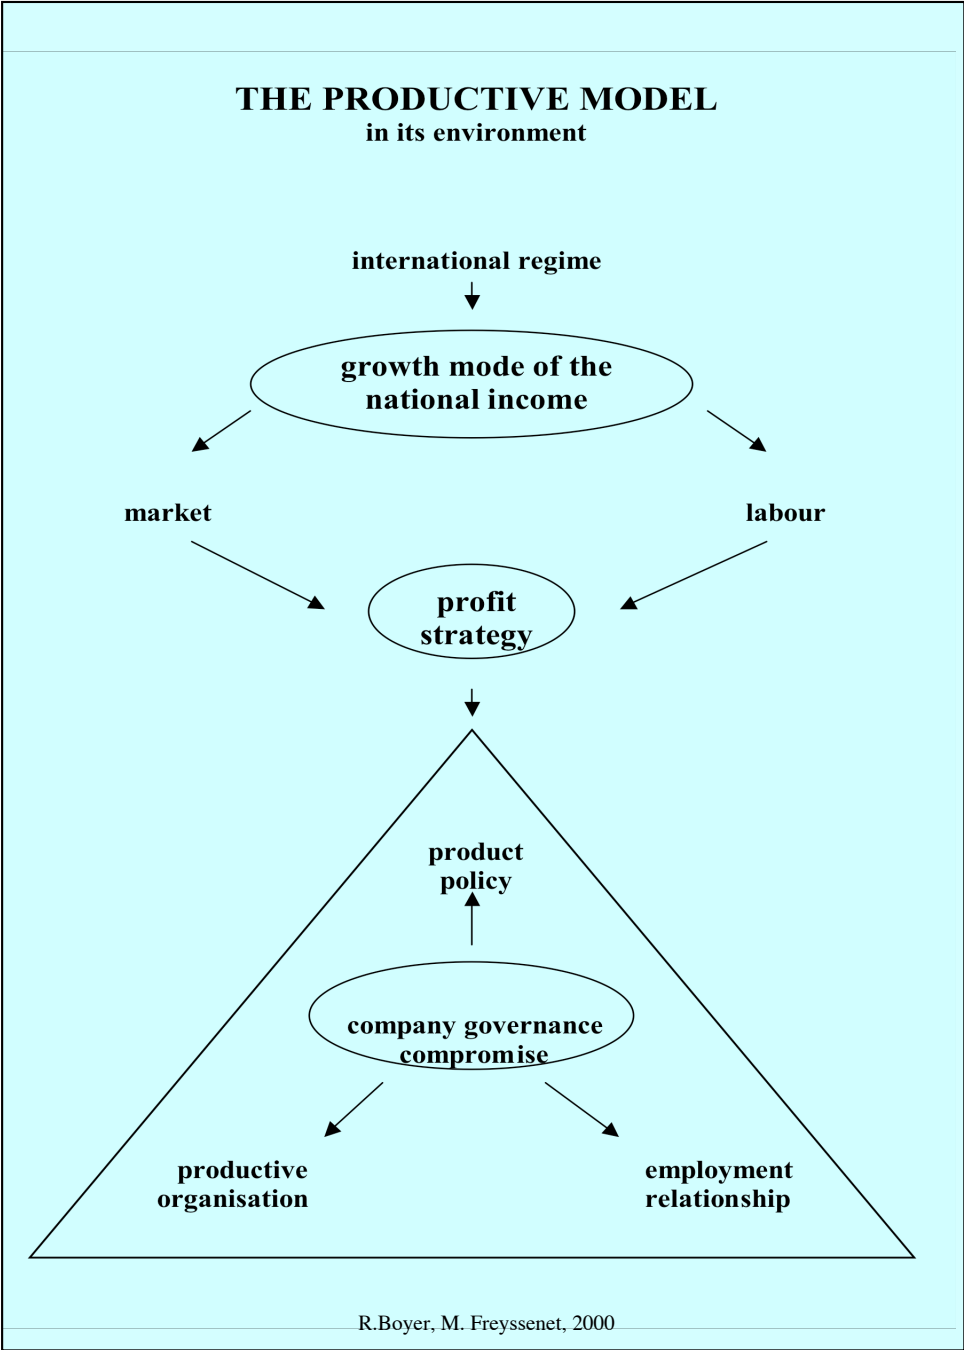 THE PRODUCTIVE MODEL
in its environment
international regime
growth mode of the
national income
market
labour
profit
strategy
product
policy
company governance
compromise
productive
organisation
employment
relationship
R.Boyer, M. Freyssenet, 2000